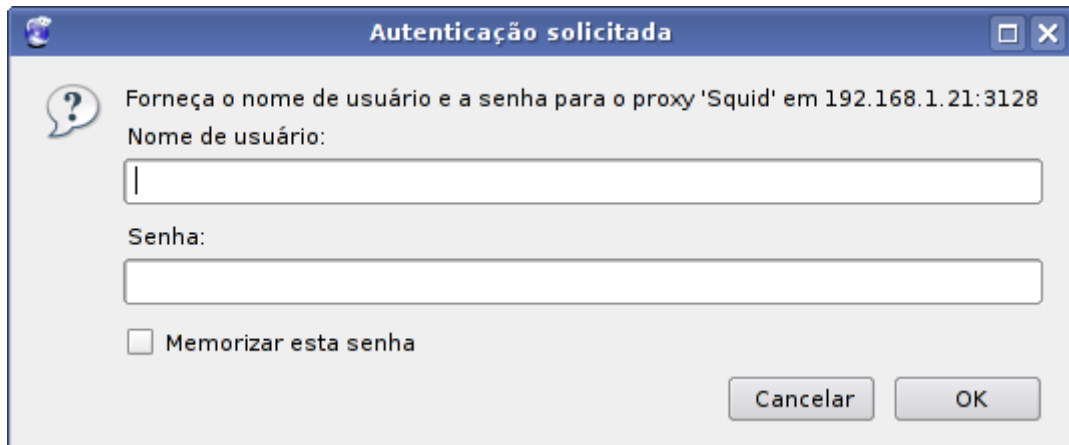 Autenticação solicitada
Forneça o nome de usuário e a senha para o proxy 'Squid' em 192.168.1.21:3128
Nome de usuário:
Senha:
Memorizar esta senha
Cancelar
OK